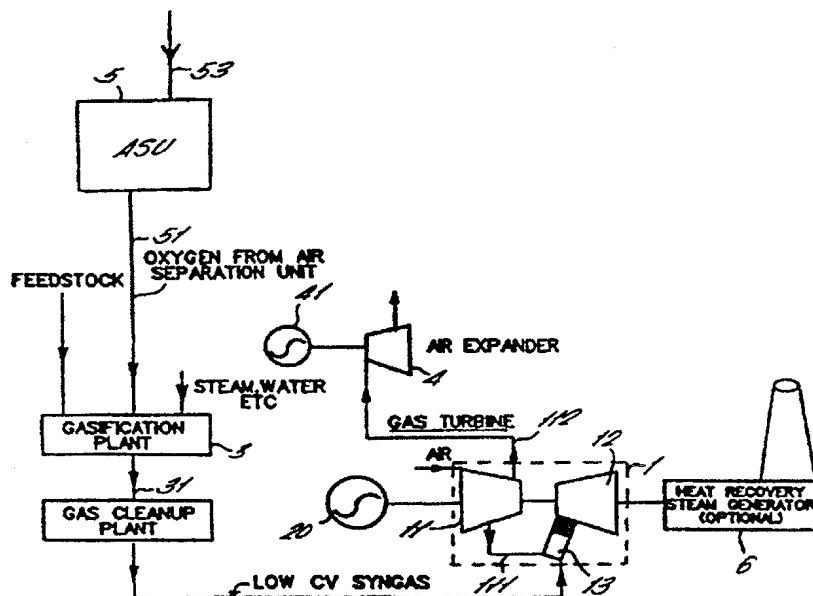 53
5
ASU
51
OXYGEN FROM AIR
SEPARATION UNIT
FEEDSTOCK
41
AIR EXPANDER
4
STEAM, WATER
ETC
GAS TURBINE
112
GASIFICATION
PLANT
3
AIR
12
1
31
GAS CLEANUP
PLANT
20
11
HEAT RECOVERY
STEAM GENERATOR
(OPTIONAL)
111
13
6
LOW CV SYNGAS